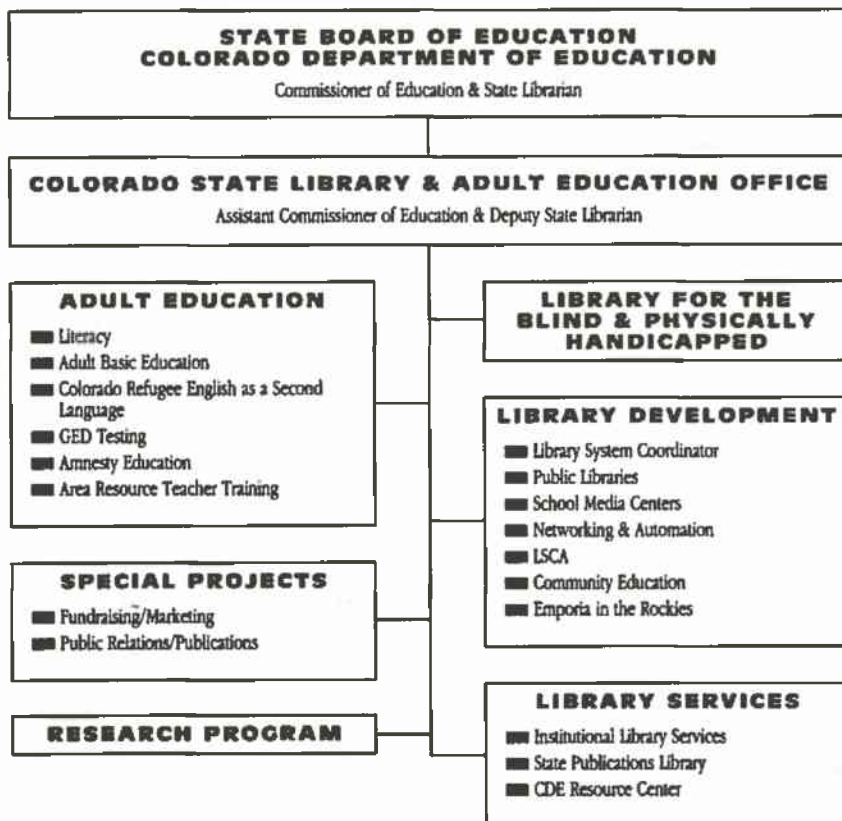 STATE BOARD OF EDUCATION
COLORADO DEPARTMENT OF EDUCATION
Commissioner of Education & State Librarian
COLORADO STATE LIBRARY & ADULT EDUCATION OFFICE
Assistant Commissioner of Education & Deputy State Librarian
ADULT EDUCATION
Literacy
Adult Basic Education
Colorado Refugee English as a Second
Language
GED Testing
Amnesty Education
Area Resource Teacher Training
SPECIAL PROJECTS
Fundraising/Marketing
Public Relations/Publications
RESEARCH PROGRAM
LIBRARY FOR THE
BLIND & PHYSICALLY
HANDICAPPED
LIBRARY DEVELOPMENT
Library System Coordinator
Public Libraries
School Media Centers
Networking & Automation
LSCA
Community Education
Emporia in the Rockies
LIBRARY SERVICES
Institutional Library Services
State Publications Library
CDE Resource Center